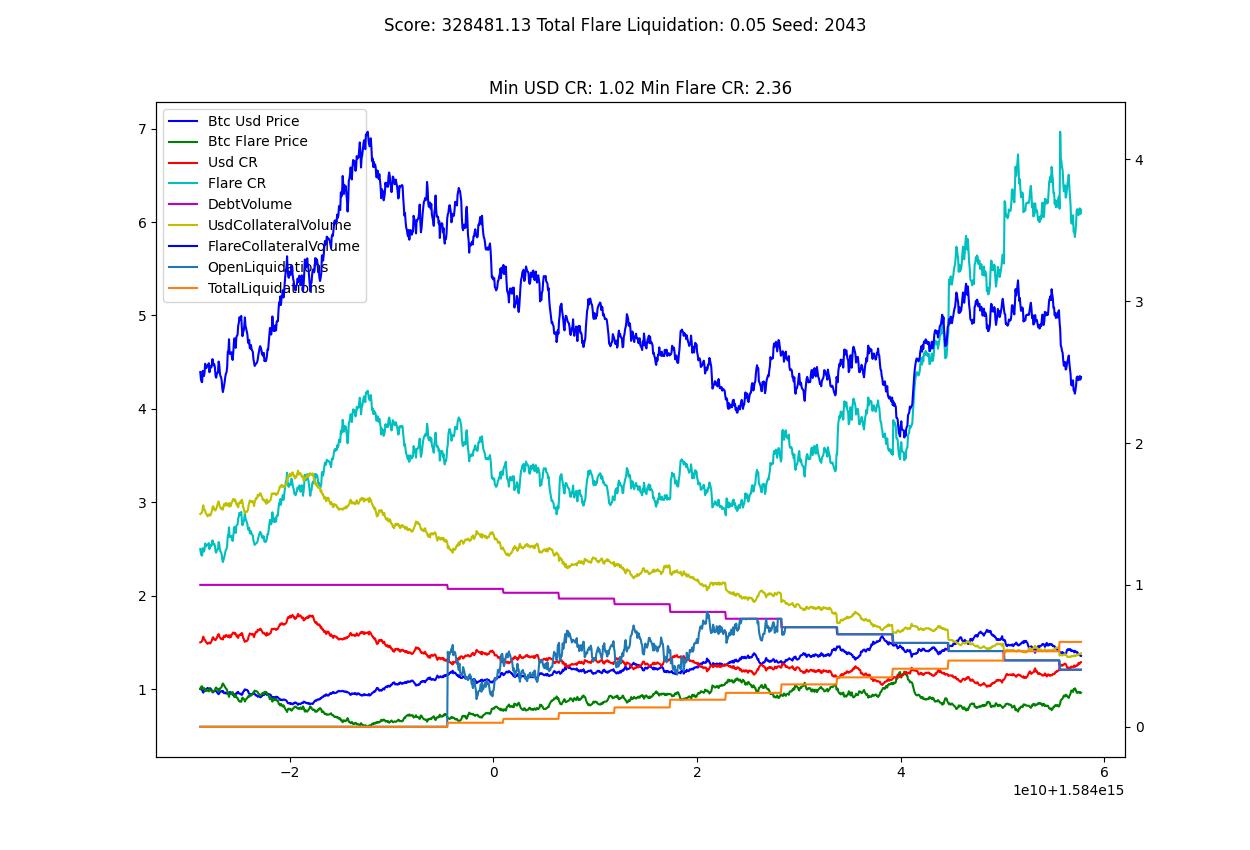 Score: 328481.13 Total Flare Liquidation: 0.05 Seed: 2043
Min USD CR: 1.02 Min Flare CR: 2.36
Btc Usd Price
Btc Flare Price
Usd CR
Flare CR
DebtVolume
UsdCollateralVolume
FlareCollateralVolume
OpenLiquidations
TotalLiquidations
7
6
5
4
3
2
1
4
3
2
1
0
−2
0
2
4
6
1e10+1.584e15